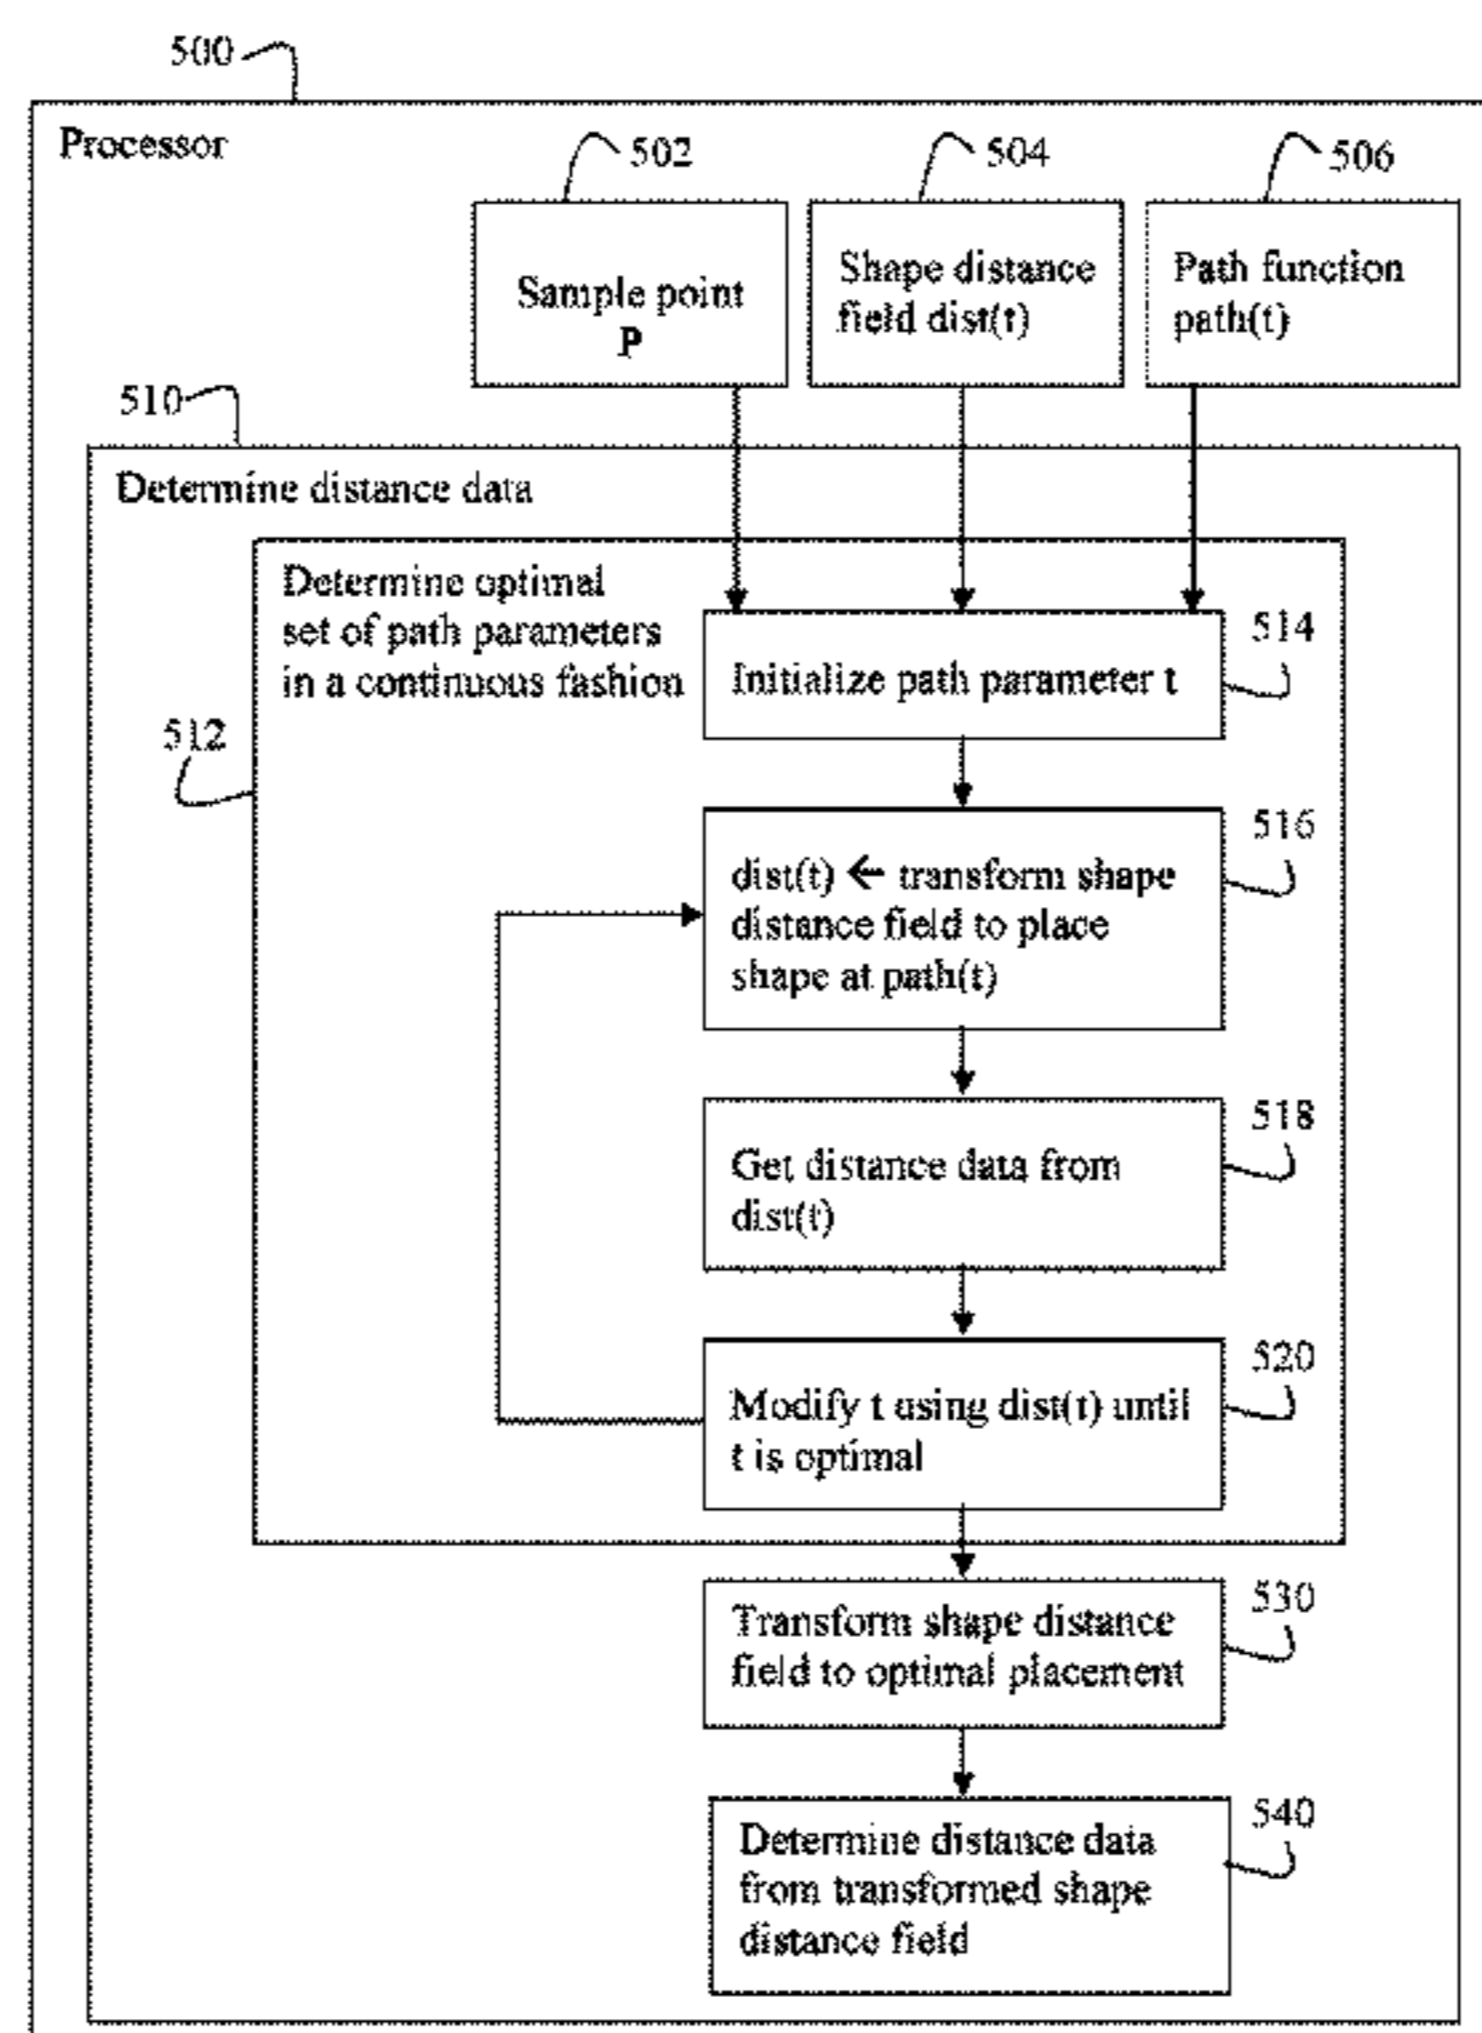 500
Processor
502
504
506
Sample point
P
Shape distance
field dist(t)
Path function
path(t)
510
Determine distance data
Determine optimal
set of path parameters
in a continuous fashion
512
514
Initialize path parameter t
516
dist(t) ← transform shape
distance field to place
shape at path(t)
518
Get distance data from
dist(t)
520
Modify t using dist(t) until
t is optimal
530
Transform shape distance
field to optimal placement
540
Determine distance data
from transformed shape
distance field